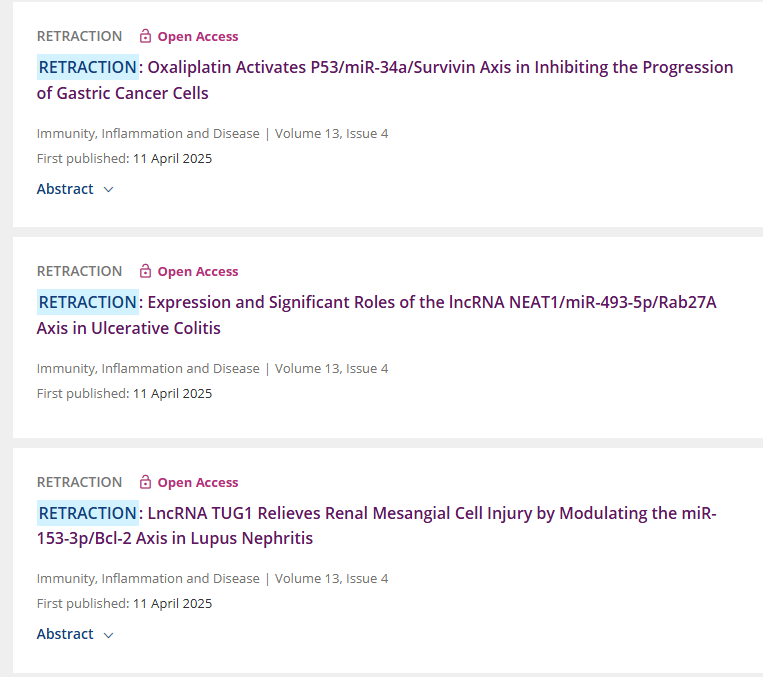 RETRACTION Open Access
RETRACTION: Oxaliplatin Activates P53/miR-34a/Survivin Axis in Inhibiting the Progression
of Gastric Cancer Cells
Immunity, Inflammation and Disease | Volume 13, Issue 4
First published: 11 April 2025
Abstract
RETRACTION Open Access
RETRACTION: Expression and Significant Roles of the lncRNA NEAT1/miR-493-5p/Rab27A
Axis in Ulcerative Colitis
Immunity, Inflammation and Disease | Volume 13, Issue 4
First published: 11 April 2025
RETRACTION Open Access
RETRACTION: LncRNA TUG1 Relieves Renal Mesangial Cell Injury by Modulating the miR-
153-3p/Bcl-2 Axis in Lupus Nephritis
Immunity, Inflammation and Disease | Volume 13, Issue 4
First published: 11 April 2025
Abstract